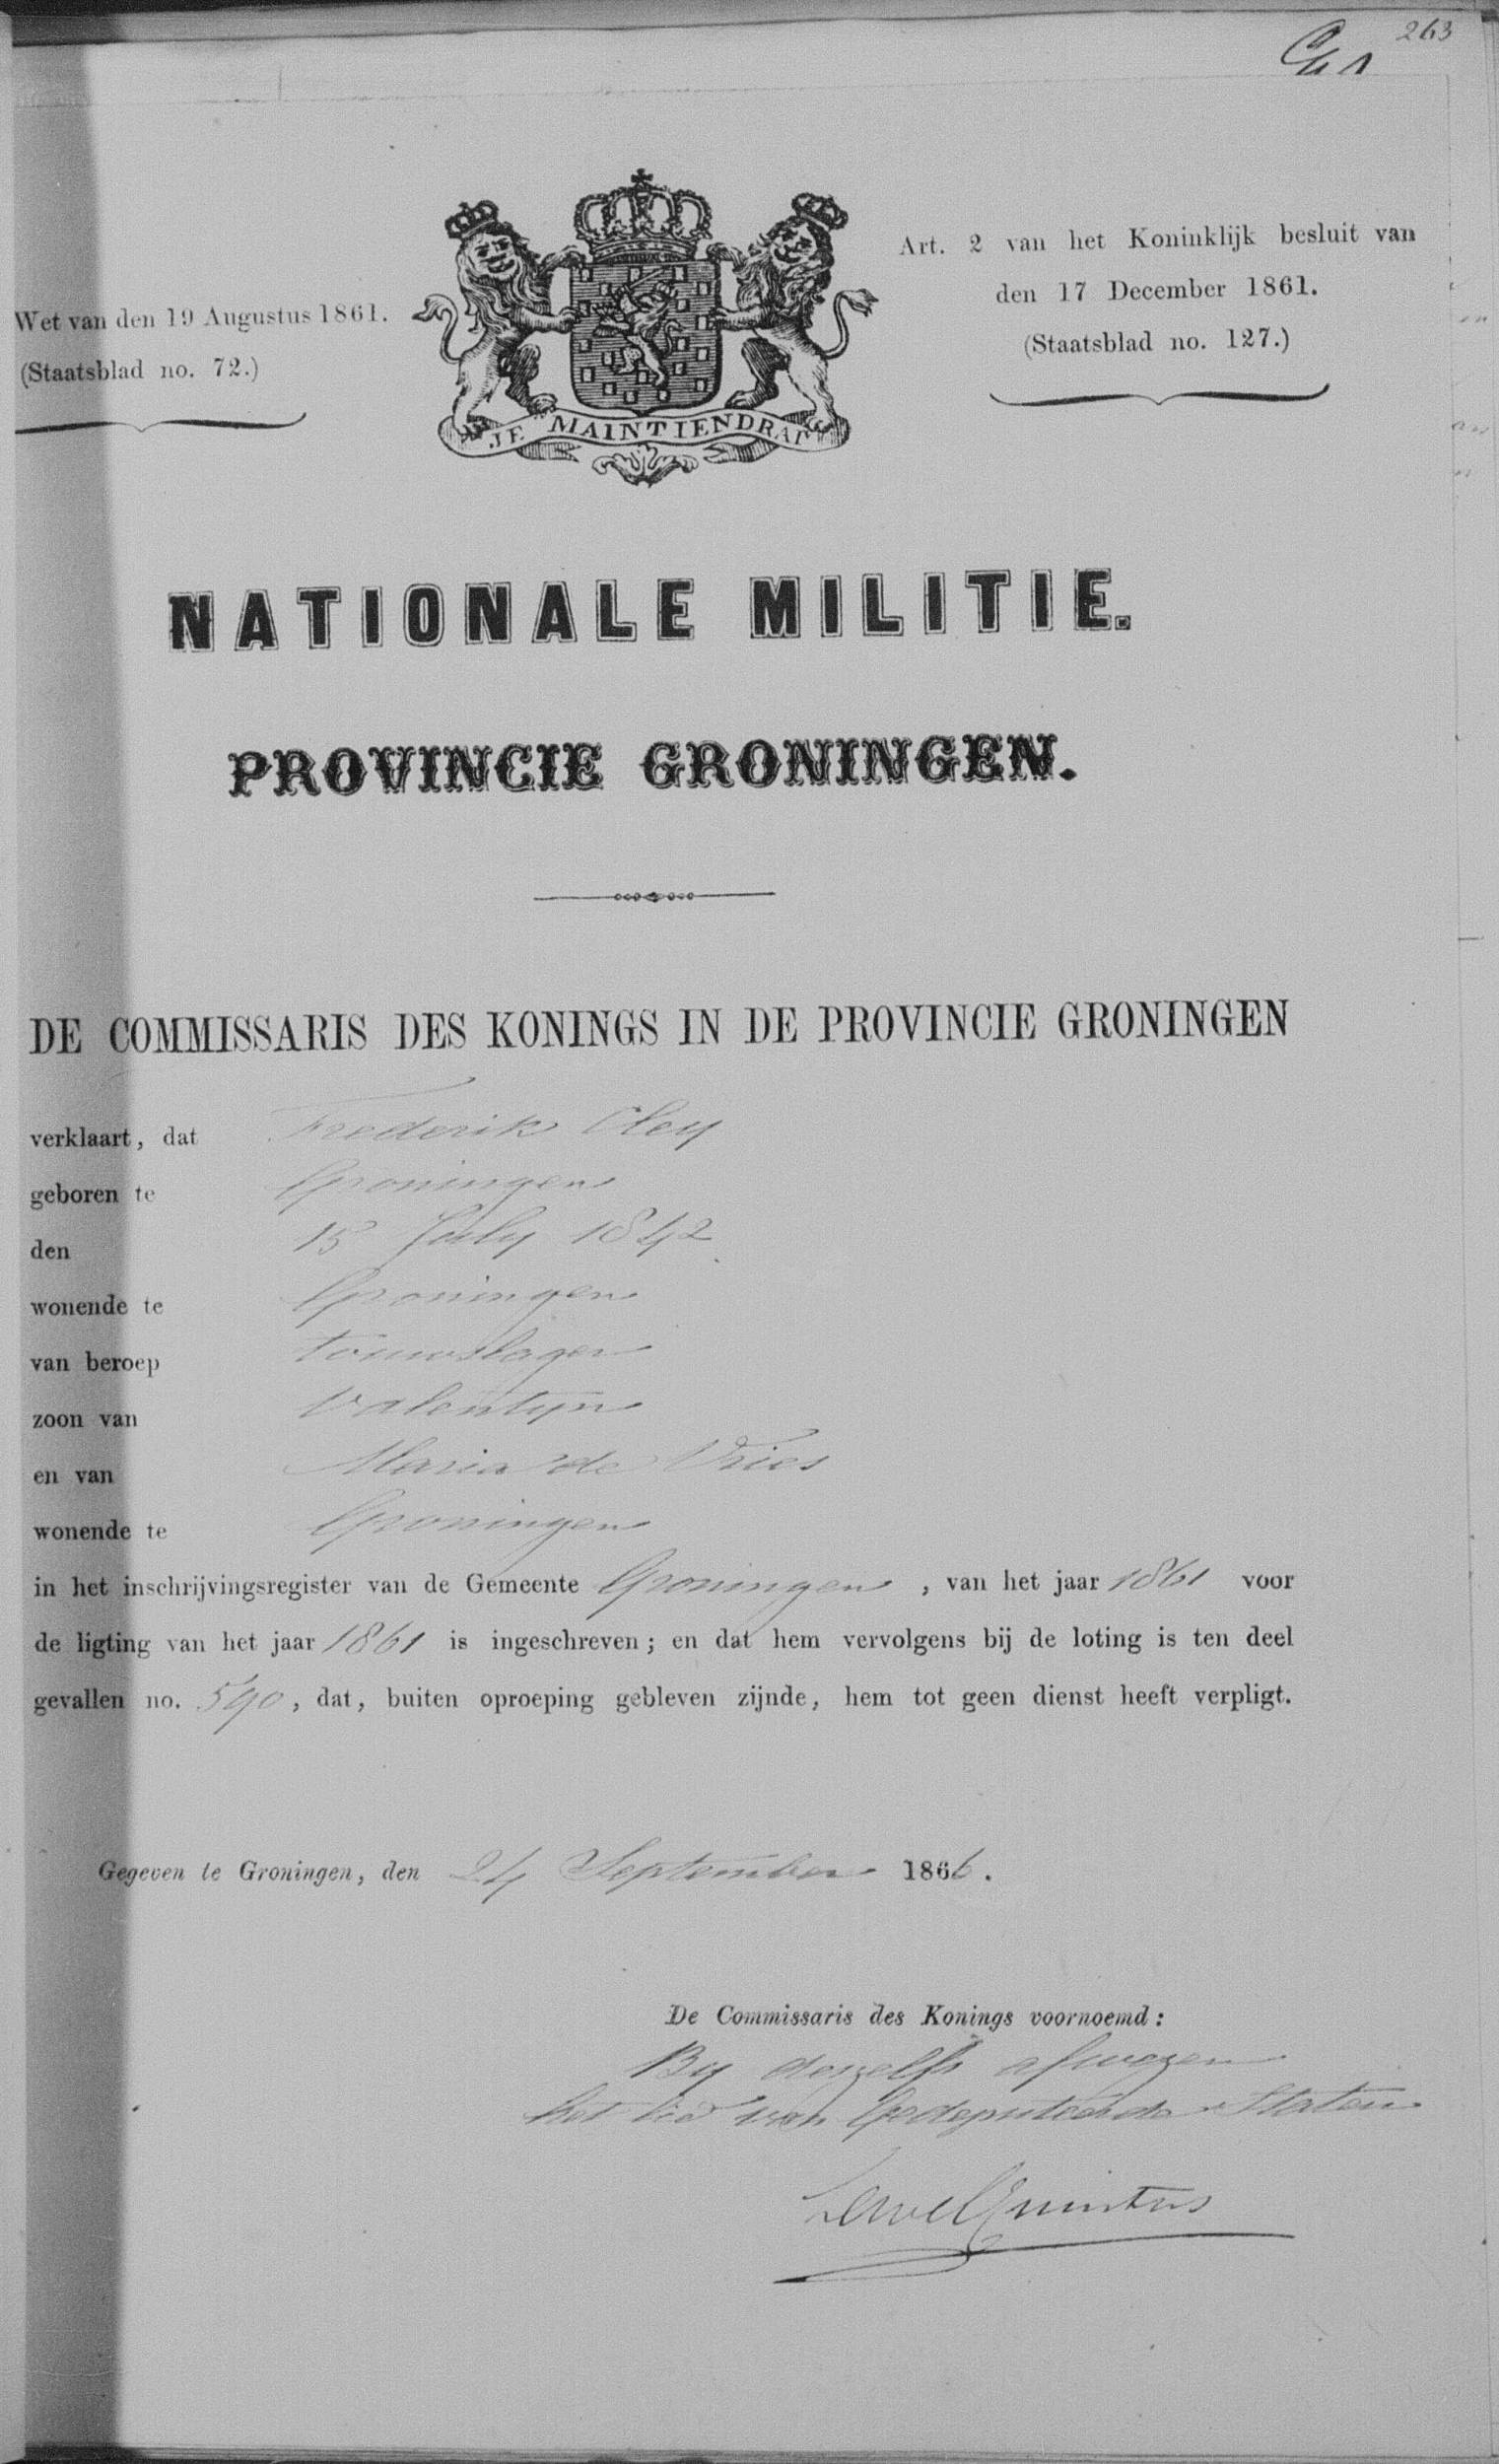 263
Wet van den 19 Augustus 1861.
(Staatsblad no. 72.)
Art. 2 van het Koninklijk besluit van
den 17 December 1861.
(Staatsblad no. 127.)
JE MAINTIENDRAI
NATIONALE MILITIE.
PROVINCIE GRONINGEN.
DE COMMISSARIS DES KONINGS IN DE PROVINCIE GRONINGEN
verklaart, dat Frederik Cley
geboren te Groningen
den 15 July 1842
wonende te Groningen
van beroep touwslager
zoon van Valentyn
en van Maria de Vries
wonende te Groningen
in het inschrijvingsregister van de Gemeente Groningen, van het jaar 1861 voor
de ligting van het jaar 1861 is ingeschreven; en dat hem vervolgens bij de loting is ten deel
gevallen no. 590, dat, buiten oproeping gebleven zijnde, hem tot geen dienst heeft verpligt.
Gegeven te Groningen, den 24 September 1866.
De Commissaris des Konings voornoemd:
By deszelfs afwezen
het lid van Gedeputeerde Staten